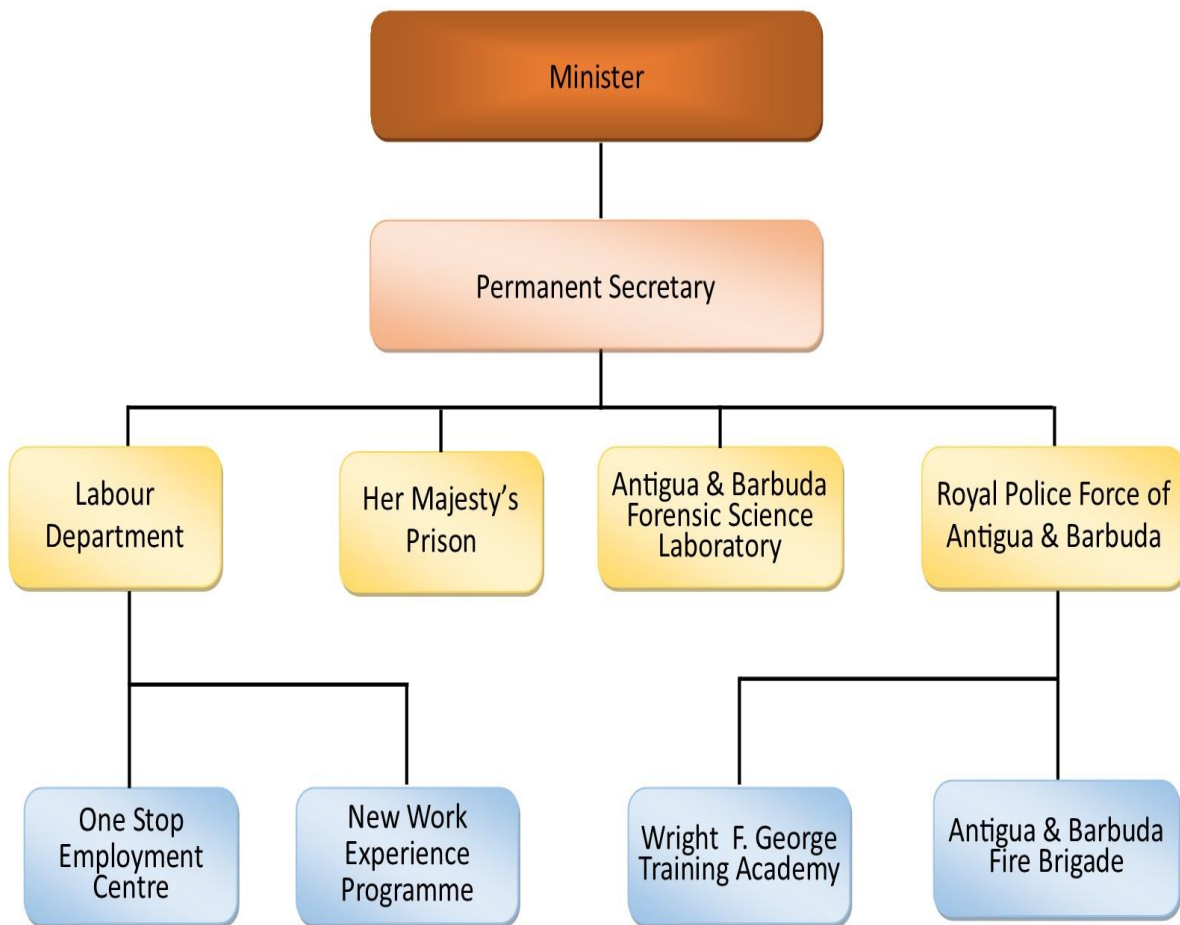 Minister
Permanent Secretary
Labour
Department
Her Majesty's
Prison
Antigua & Barbuda
Forensic Science
Laboratory
Royal Police Force of
Antigua & Barbuda
One Stop
Employment
Centre
New Work
Experience
Programme
Wright F. George
Training Academy
Antigua & Barbuda
Fire Brigade